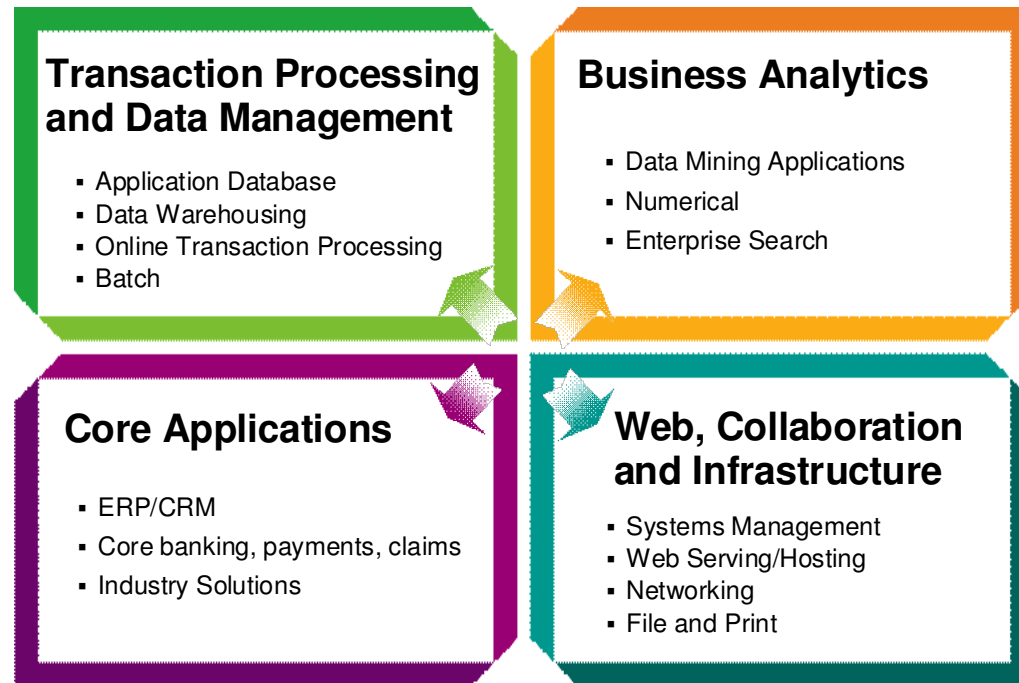 Transaction Processing
and Data Management
▪ Application Database
▪ Data Warehousing
▪ Online Transaction Processing
▪ Batch
Business Analytics
▪ Data Mining Applications
▪ Numerical
▪ Enterprise Search
Core Applications
▪ ERP/CRM
▪ Core banking, payments, claims
▪ Industry Solutions
Web, Collaboration
and Infrastructure
▪ Systems Management
▪ Web Serving/Hosting
▪ Networking
▪ File and Print